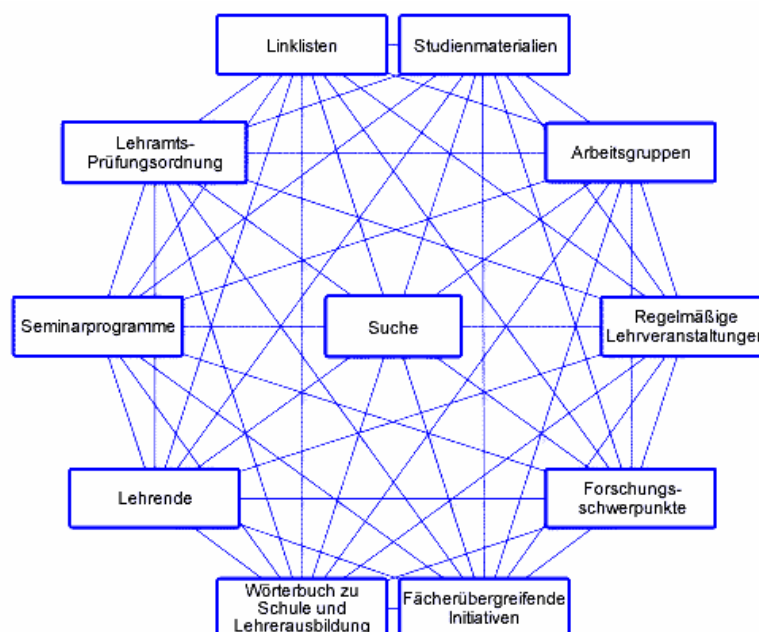 Linklisten
Studienmaterialien
Lehramts-
Prüfungsordnung
Arbeitsgruppen
Seminarprogramme
Suche
Regelmäßige
Lehrveranstaltungen
Lehrende
Forschungs-
schwerpunkte
Wörterbuch zu
Schule und
Lehrerausbildung
Fächerübergreifende
Initiativen